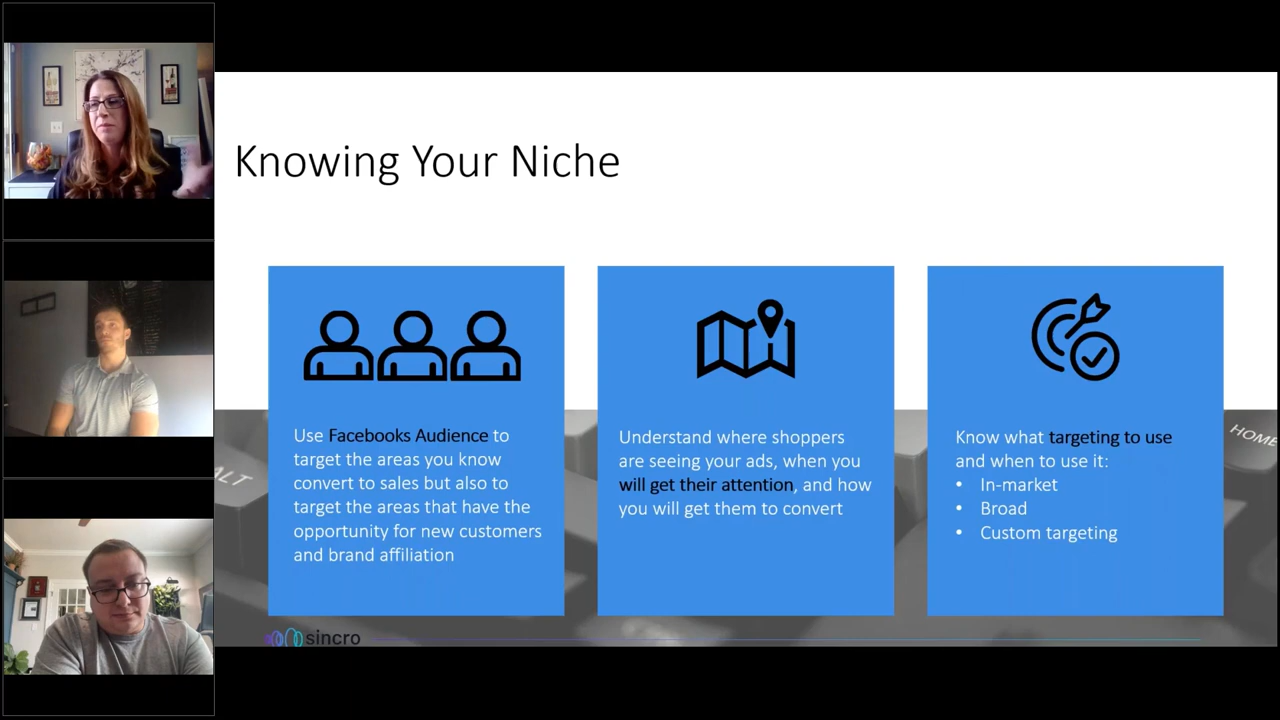 Knowing Your Niche
Use Facebooks Audience to
target the areas you know
convert to sales but also to
target the areas that have the
opportunity for new customers
and brand affiliation
Understand where shoppers
are seeing your ads, when you
will get their attention, and how
you will get them to convert
Know what targeting to use
and when to use it:
• In-market
• Broad
• Custom targeting
ALT
HOME
sincro